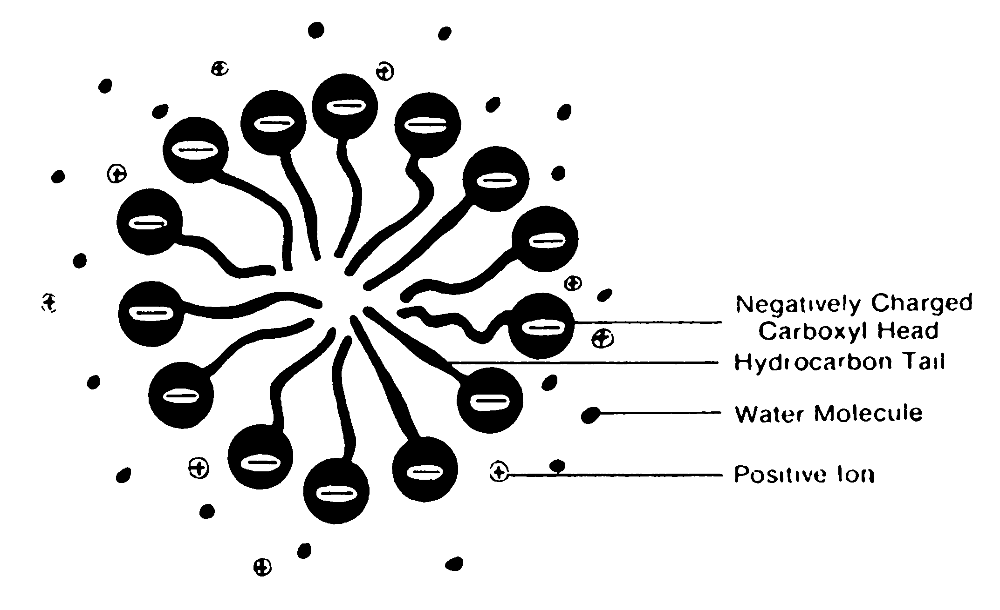 Negatively Charged
Carboxyl Head
Hydrocarbon Tail
Water Molecule
Positive Ion